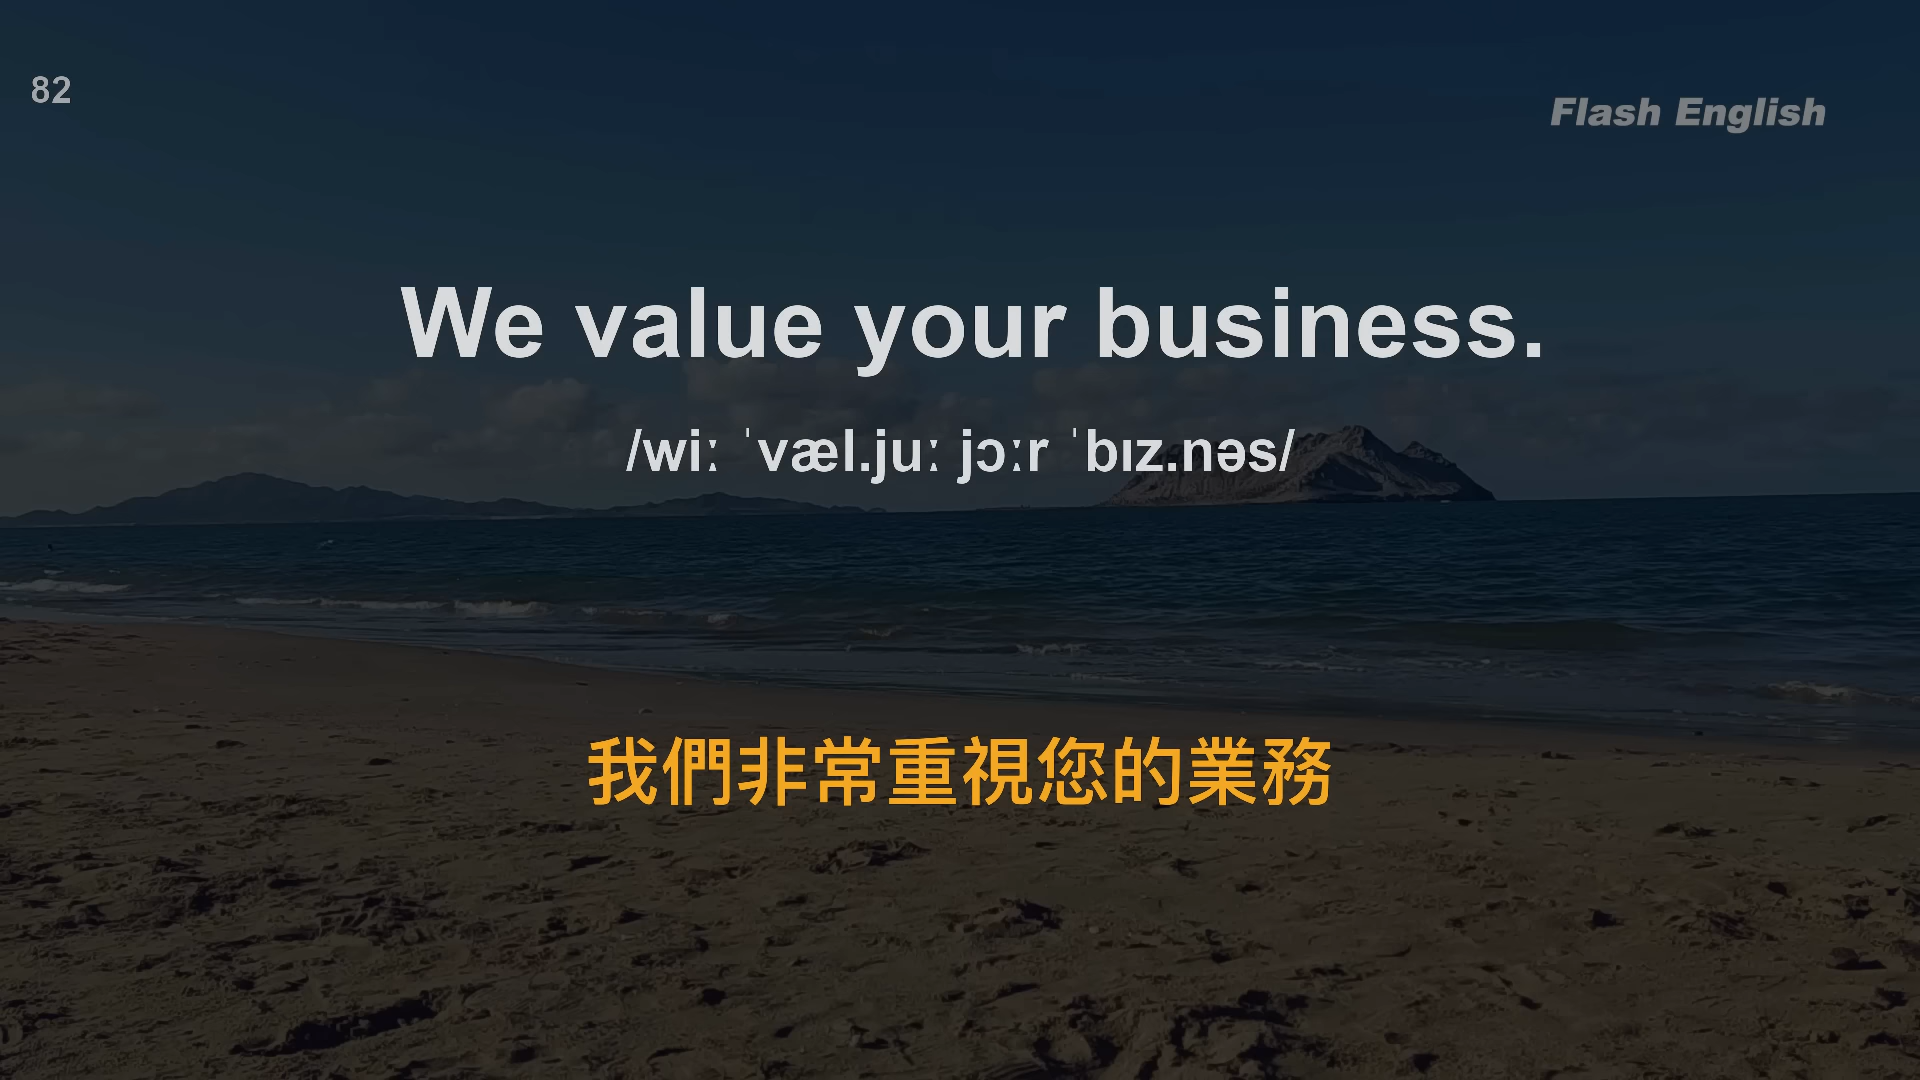 82
Flash English
We value your business.
/wiː ˈvæl.juː jɔːr ˈbɪz.nəs/
我們非常重視您的業務